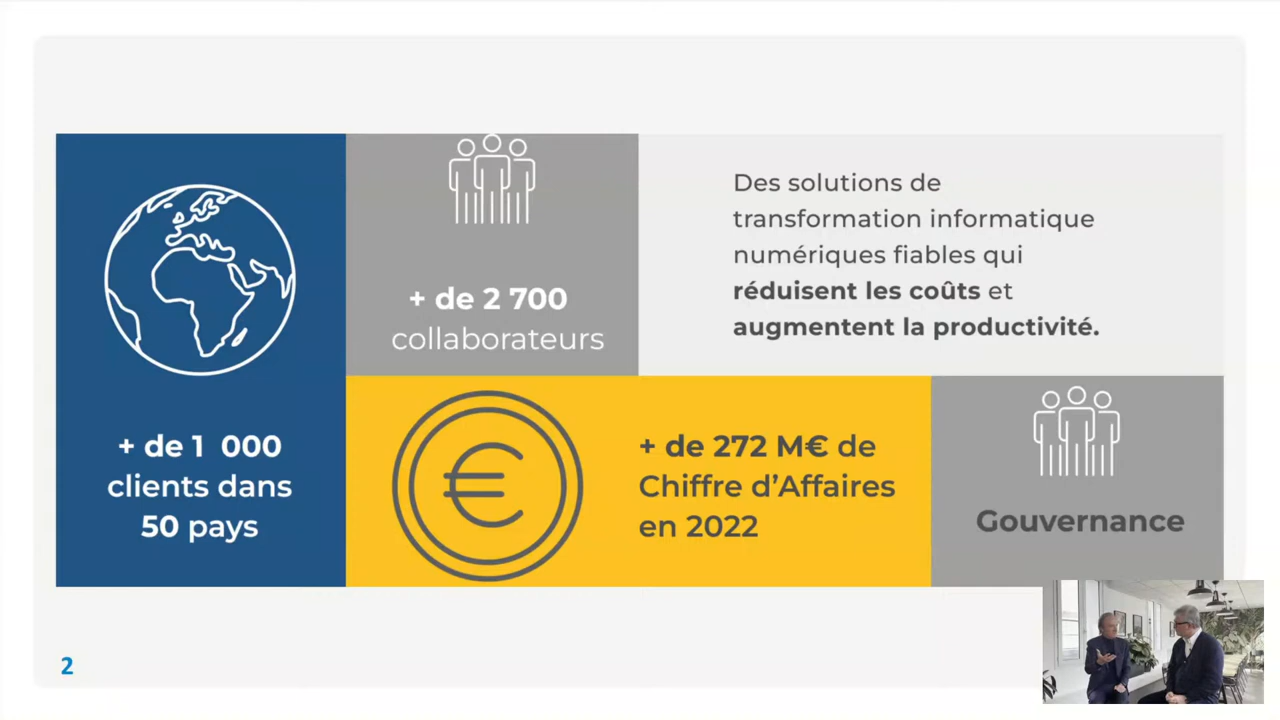 + de 1 000
clients dans
50 pays
+ de 2 700
collaborateurs
Des solutions de
transformation informatique
numériques fiables qui
réduisent les coûts et
augmentent la productivité.
+ de 272 M€ de
Chiffre d’Affaires
en 2022
Gouvernance
2